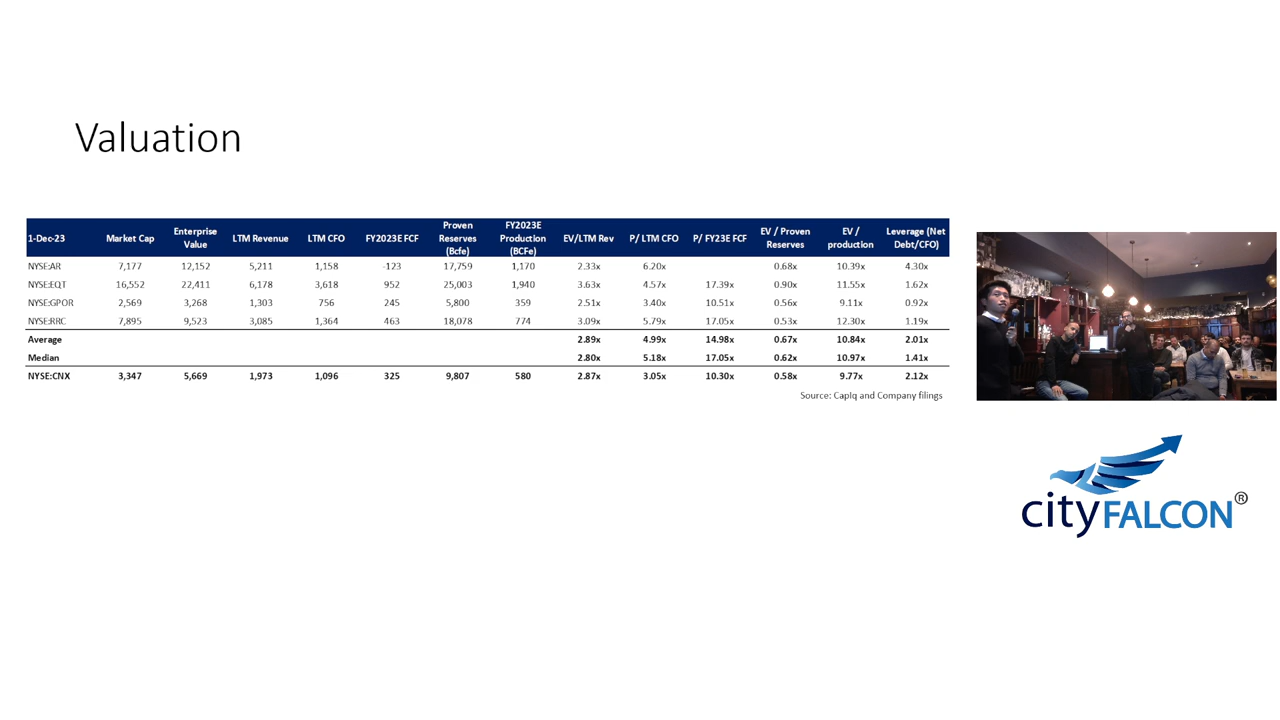 Valuation
1-Dec-23 Market Cap Enterprise Value LTM Revenue LTM CFO FY2023E FCF Proven Reserves (Bcfe) FY2023E Production (BCFe) EV/LTM Rev P/ LTM CFO P/ FY23E FCF EV / Proven Reserves EV / production Leverage (Net Debt/CFO)
NYSE:AR 7,177 12,152 5,211 1,158 -123 17,759 1,170 2.33x 6.20x 0.68x 10.39x 4.30x
NYSE:EQT 16,552 22,411 6,178 3,618 952 25,003 1,940 3.63x 4.57x 17.39x 0.90x 11.55x 1.62x
NYSE:GPOR 2,569 3,268 1,303 756 245 5,800 359 2.51x 3.40x 10.51x 0.56x 9.11x 0.92x
NYSE:RRC 7,895 9,523 3,085 1,364 463 18,078 774 3.09x 5.79x 17.05x 0.53x 12.30x 1.19x
Average 2.89x 4.99x 14.98x 0.67x 10.84x 2.01x
Median 2.80x 5.18x 17.05x 0.62x 10.97x 1.41x
NYSE:CNX 3,347 5,669 1,973 1,096 325 9,807 580 2.87x 3.05x 10.30x 0.58x 9.77x 2.12x
Source: CapIq and Company filings
cityFALCON®